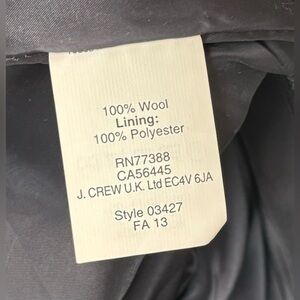 100% Wool
Lining:
100% Polyester
RN77388
CA56445
J. CREW U.K. Ltd EC4V 6JA
Style 03427
FA 13